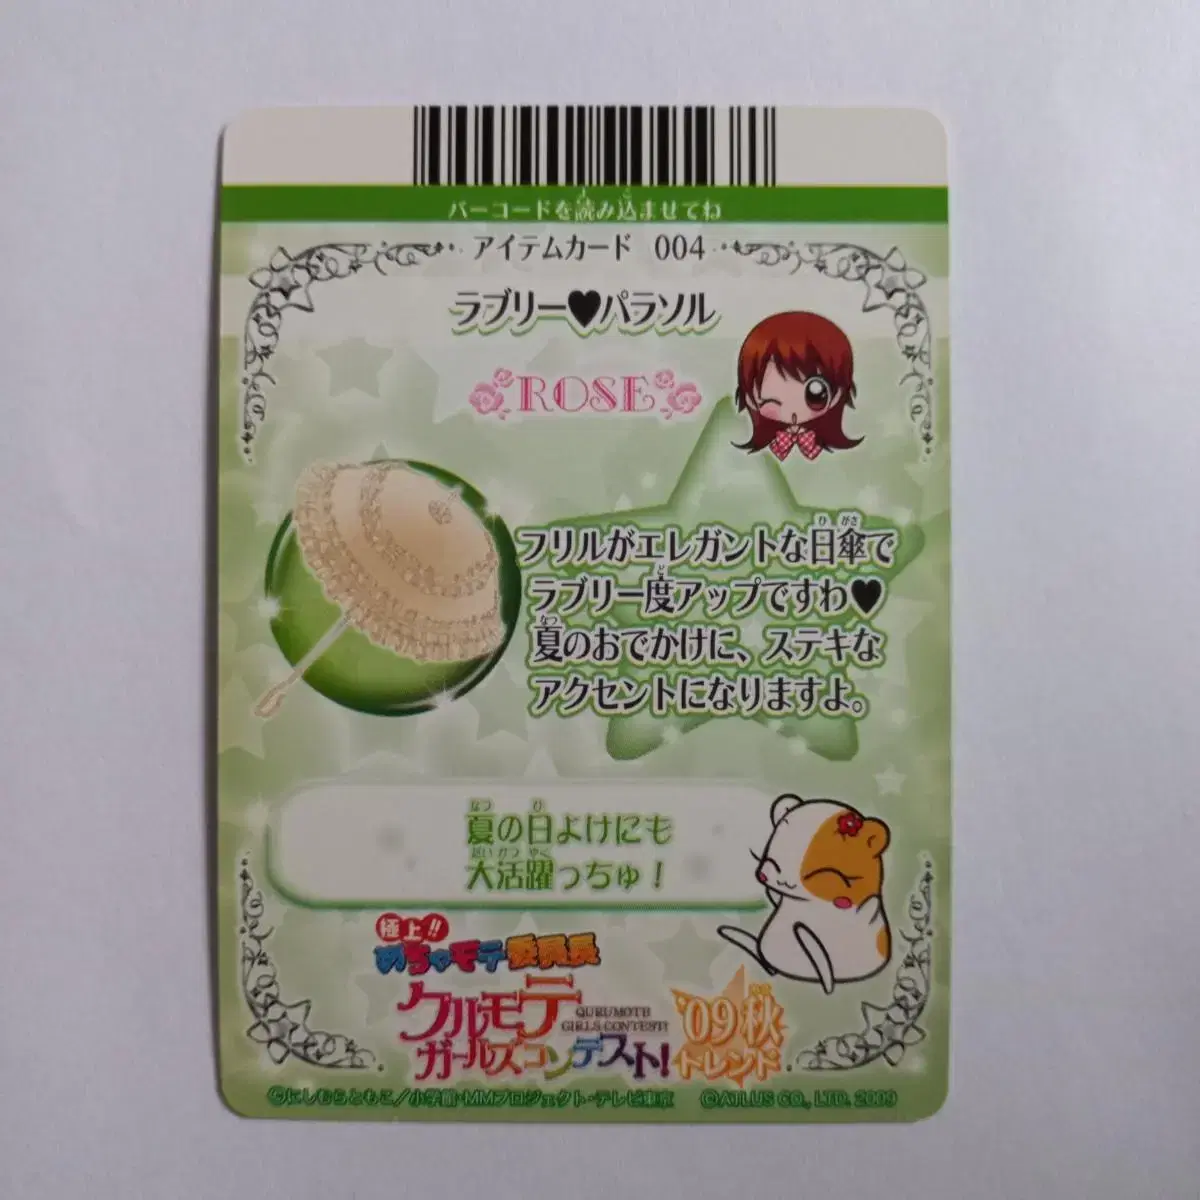 バーコードを読み込ませてね
アイテムカード 004
ラブリー♥パラソル
ROSE
フリルがエレガントな日傘で
ラブリー度アップですわ♥
夏のおでかけに、ステキな
アクセントになりますよ。
夏の日よけにも
大活躍っちゅ！
極上!!
めちゃモテ委員長
クルモテ
QURUMOTE
GIRLS CONTEST!
ガールズコンテスト!
'09秋
トレンド
©にしむらともこ／小学館・MMプロジェクト・テレビ東京 ©ATLUS CO., LTD. 2009